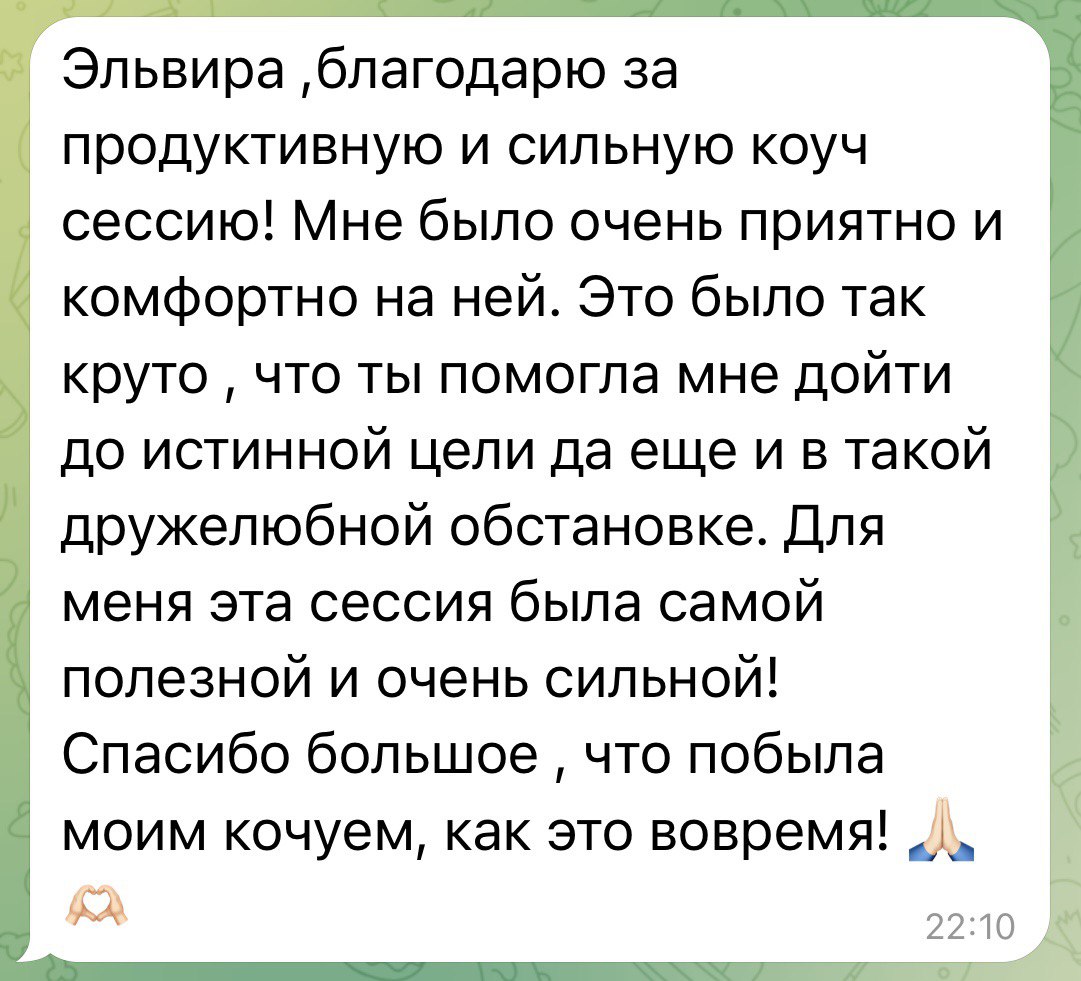 Эльвира ,благодарю за
продуктивную и сильную коуч
сессию! Мне было очень приятно и
комфортно на ней. Это было так
круто , что ты помогла мне дойти
до истинной цели да еще и в такой
дружелюбной обстановке. Для
меня эта сессия была самой
полезной и очень сильной!
Спасибо большое , что побыла
моим кочуем, как это вовремя! 🙏🏻
🫶🏻
22:10